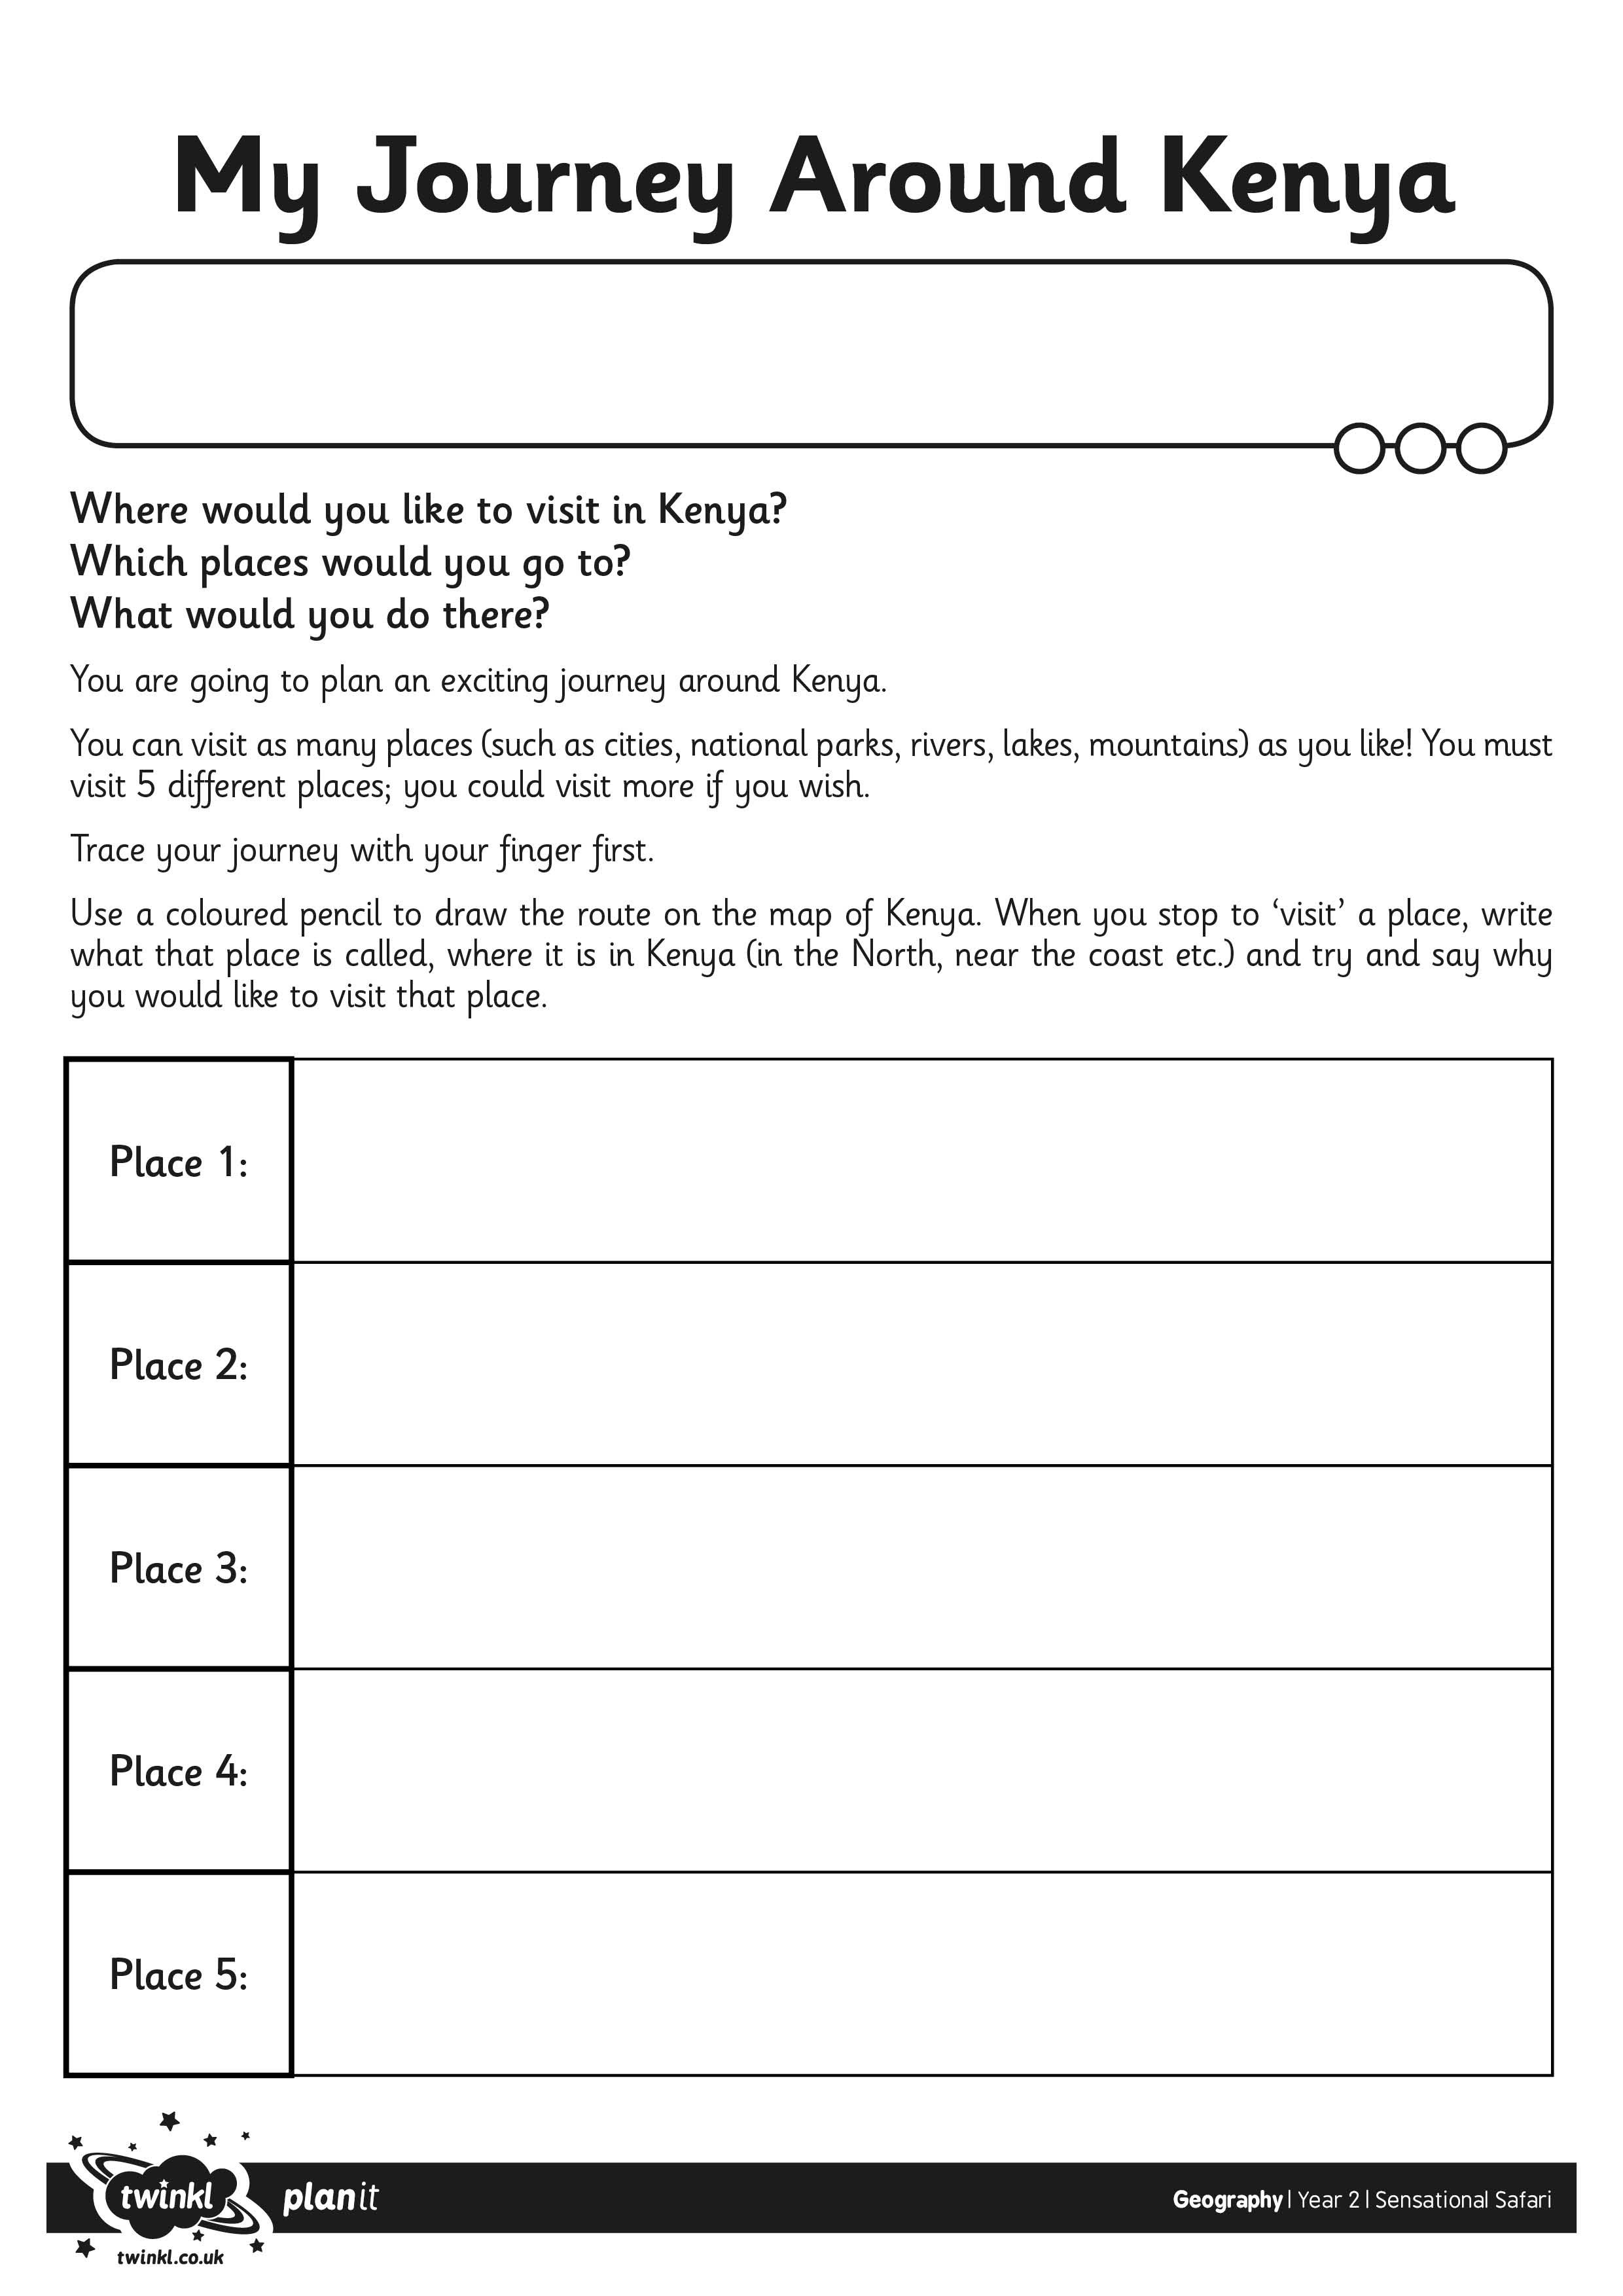 My Journey Around Kenya
Where would you like to visit in Kenya?
Which places would you go to?
What would you do there?
You are going to plan an exciting journey around Kenya.
You can visit as many places (such as cities, national parks, rivers, lakes, mountains) as you like! You must
visit 5 different places; you could visit more if you wish.
Trace your journey with your finger first.
Use a coloured pencil to draw the route on the map of Kenya. When you stop to ‘visit’ a place, write
what that place is called, where it is in Kenya (in the North, near the coast etc.) and try and say why
you would like to visit that place.
Place 1:
Place 2:
Place 3:
Place 4:
Place 5:
twinkl planit
twinkl.co.uk
Geography | Year 2 | Sensational Safari